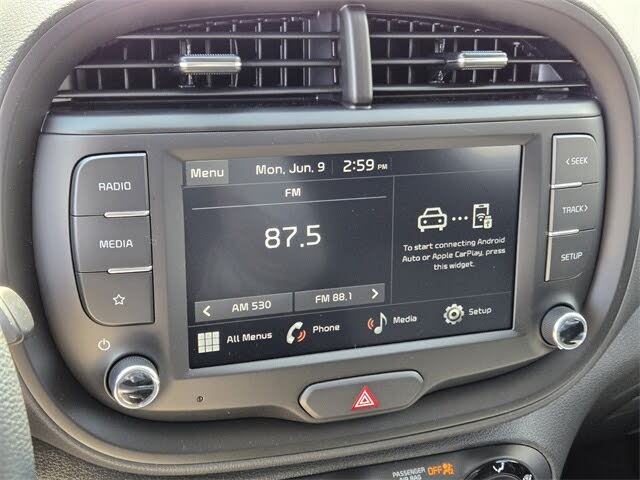 RADIO
MEDIA
Menu
Mon, Jun. 9
2:59 PM
FM
87.5
AM 530
FM 88.1
To start connecting Android
Auto or Apple CarPlay, press
this widget.
All Menus
Phone
Media
Setup
< SEEK
TRACK >
SETUP
PASSENGER
AIR BAG
OFF